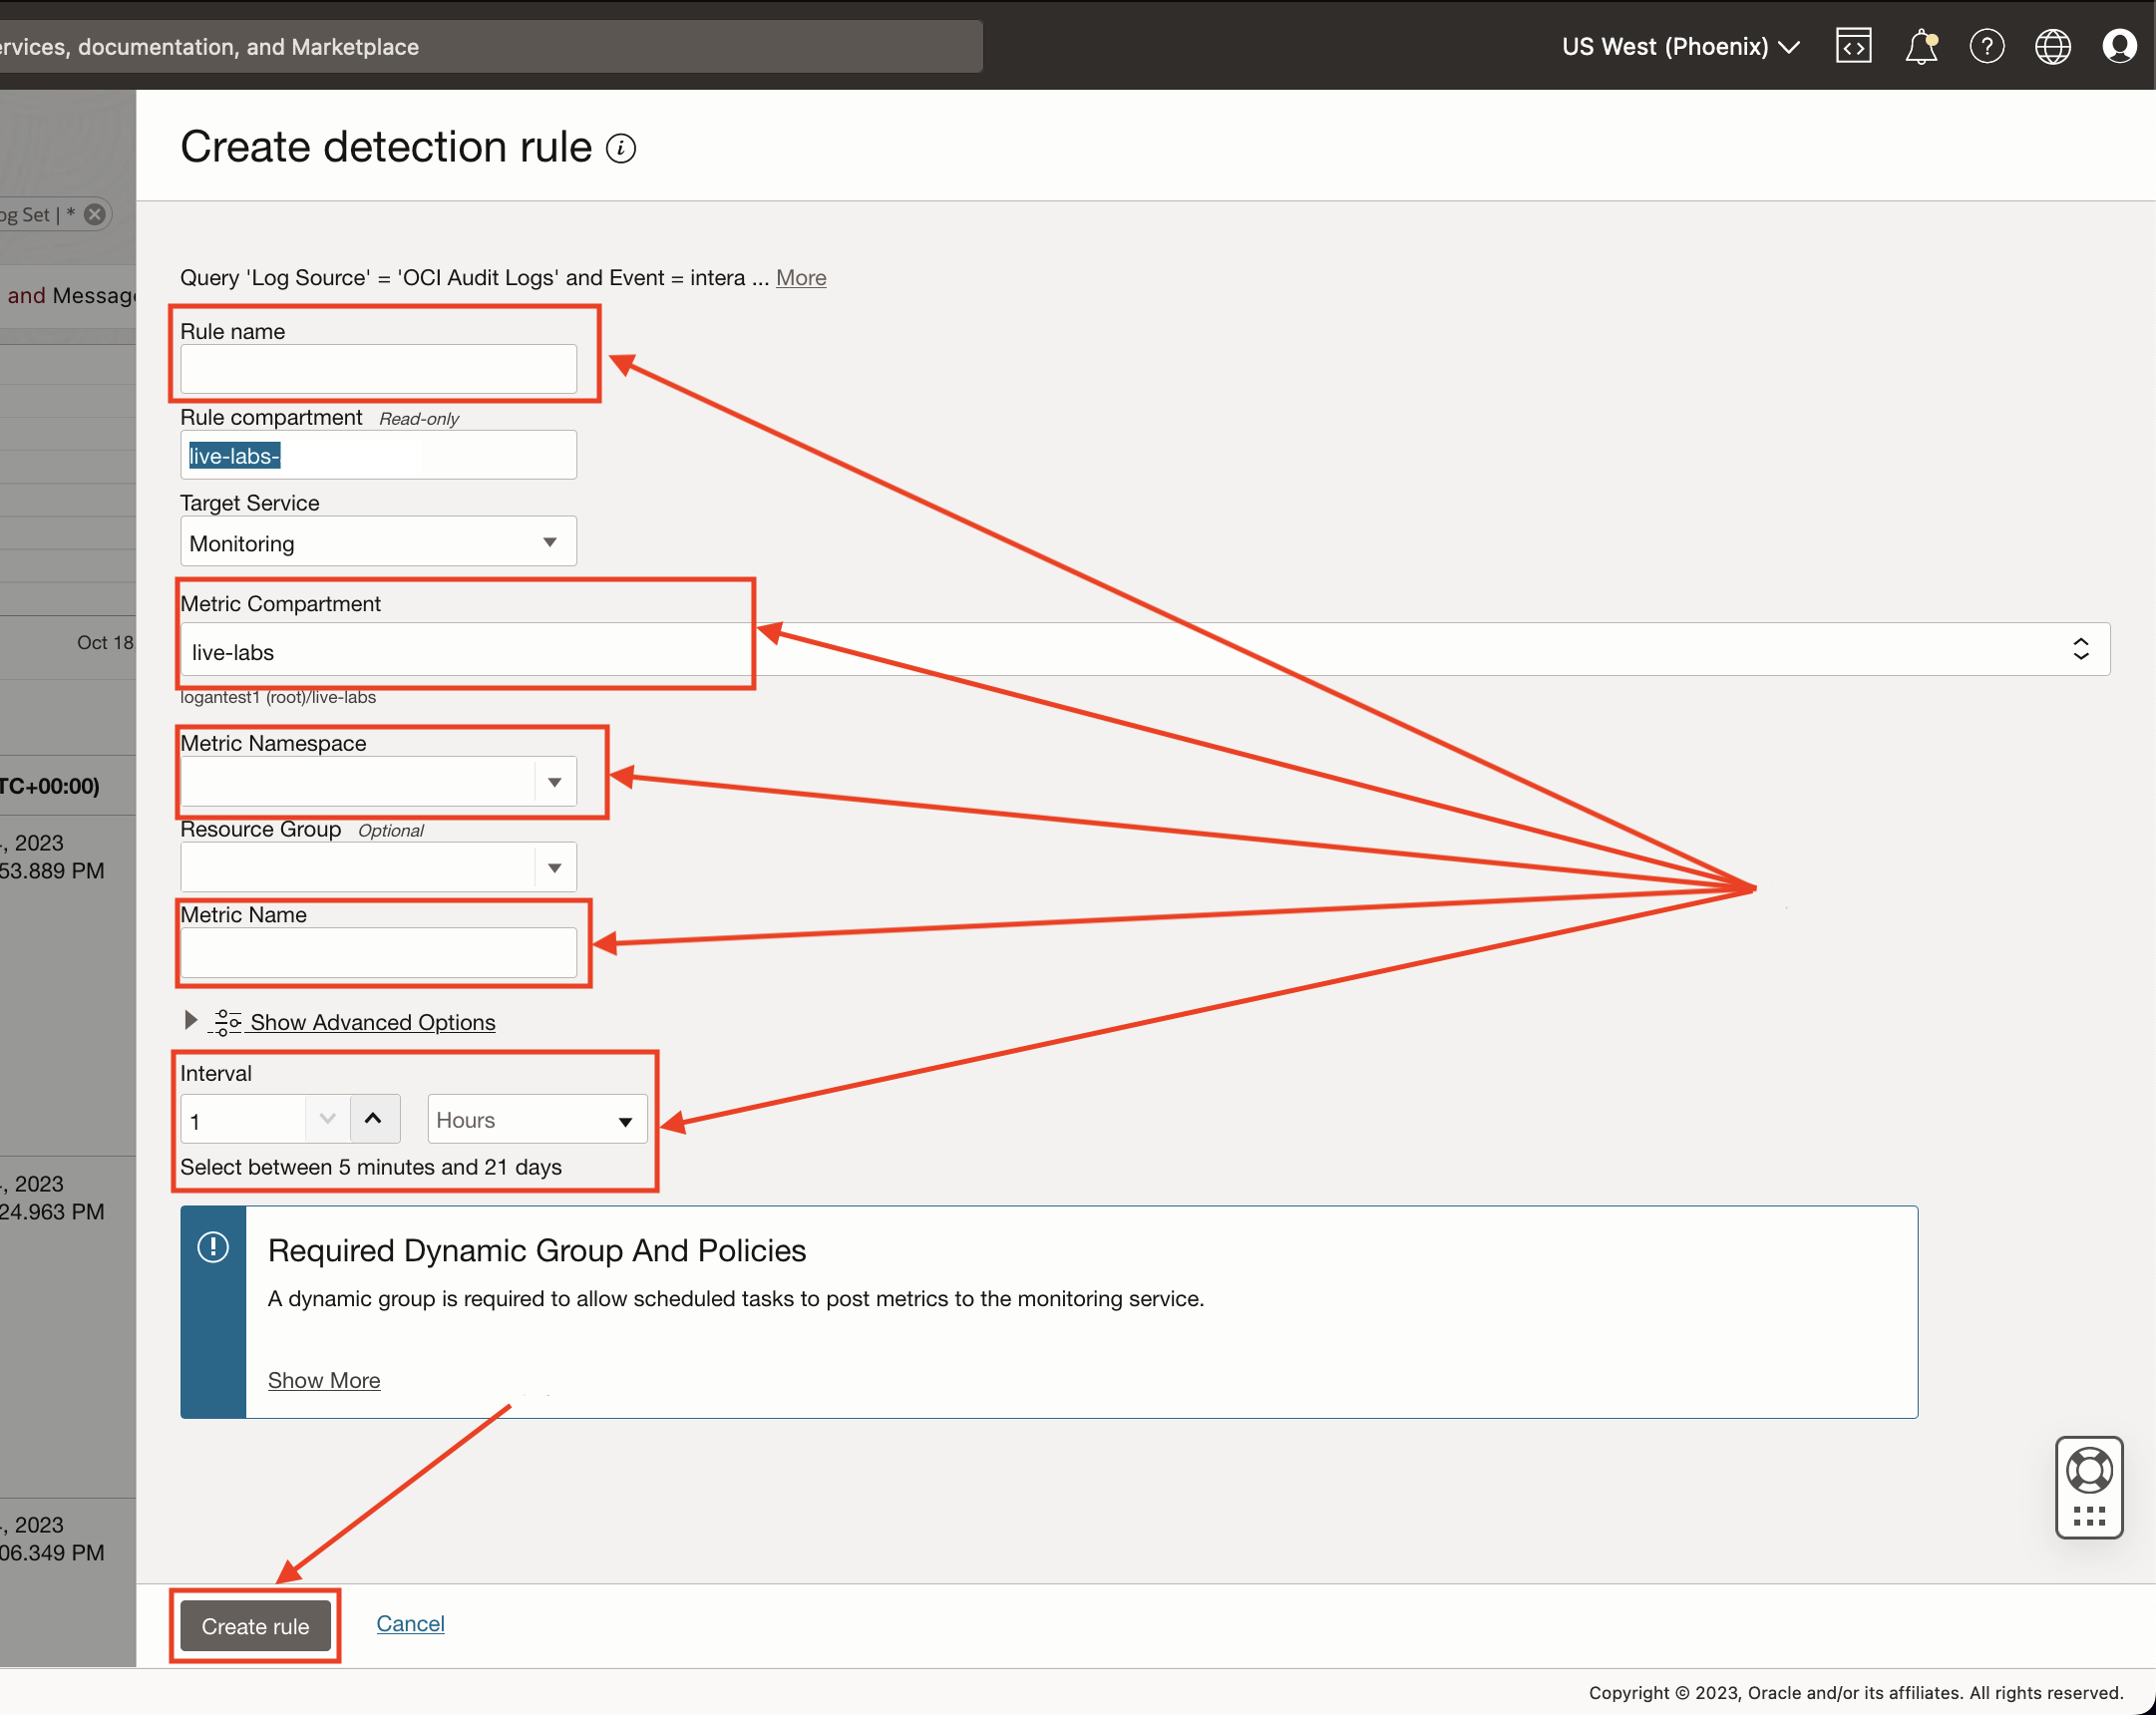 ervices, documentation, and Marketplace
US West (Phoenix)
Create detection rule
og Set | *
and Message
Oct 18
TC+00:00)
, 2023
53.889 PM
, 2023
24.963 PM
, 2023
06.349 PM
Query 'Log Source' = 'OCI Audit Logs' and Event = intera ... More
Rule name
Rule compartment Read-only
live-labs-
Target Service
Monitoring
Metric Compartment
live-labs
logantest1 (root)/live-labs
Metric Namespace
Resource Group Optional
Metric Name
Show Advanced Options
Interval
1 Hours
Select between 5 minutes and 21 days
Required Dynamic Group And Policies
A dynamic group is required to allow scheduled tasks to post metrics to the monitoring service.
Show More
Create rule Cancel
Copyright © 2023, Oracle and/or its affiliates. All rights reserved.